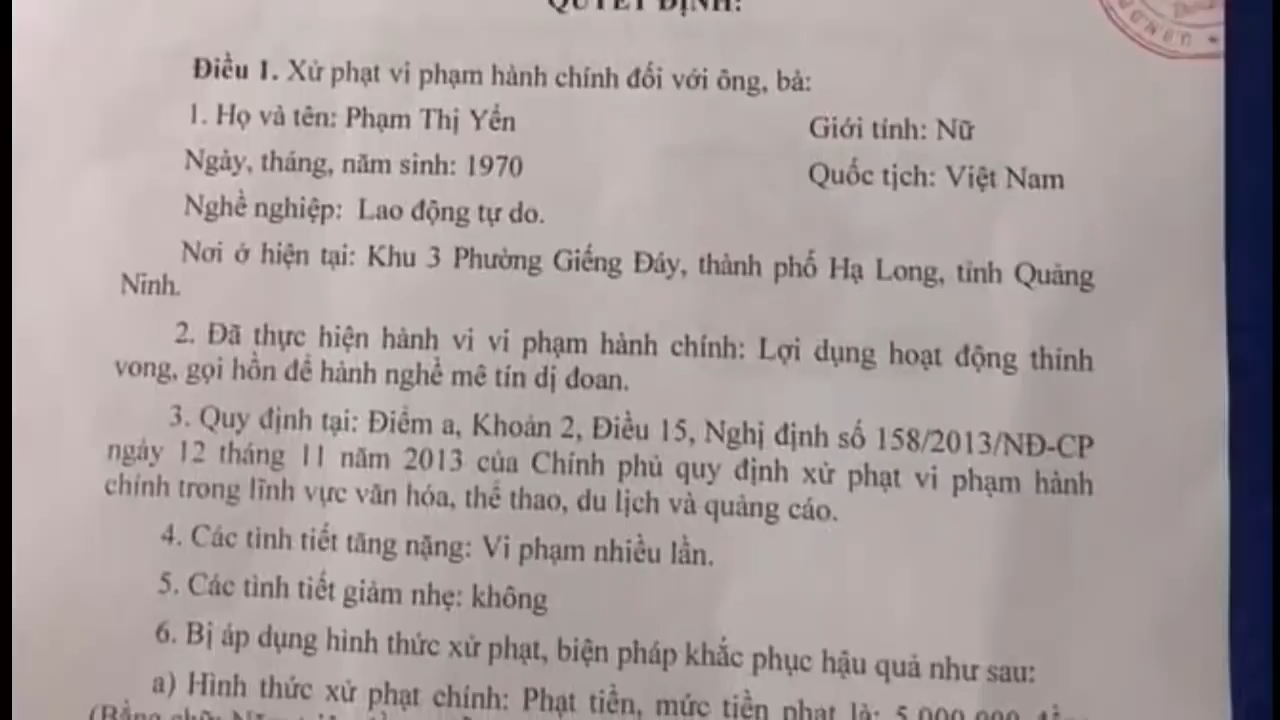 QUYẾT ĐỊNH:
Điều 1. Xử phạt vi phạm hành chính đối với ông, bà:
1. Họ và tên: Phạm Thị Yến Giới tính: Nữ
Ngày, tháng, năm sinh: 1970 Quốc tịch: Việt Nam
Nghề nghiệp: Lao động tự do.
Nơi ở hiện tại: Khu 3 Phường Giếng Đáy, thành phố Hạ Long, tỉnh Quảng
Ninh.
2. Đã thực hiện hành vi vi phạm hành chính: Lợi dụng hoạt động thỉnh
vong, gọi hồn để hành nghề mê tín dị đoan.
3. Quy định tại: Điểm a, Khoản 2, Điều 15, Nghị định số 158/2013/NĐ-CP
ngày 12 tháng 11 năm 2013 của Chính phủ quy định xử phạt vi phạm hành
chính trong lĩnh vực văn hóa, thể thao, du lịch và quảng cáo.
4. Các tình tiết tăng nặng: Vi phạm nhiều lần.
5. Các tình tiết giảm nhẹ: không
6. Bị áp dụng hình thức xử phạt, biện pháp khắc phục hậu quả như sau:
a) Hình thức xử phạt chính: Phạt tiền, mức tiền phạt là: 5.000.000 đồng
(Bằng chữ: Năm